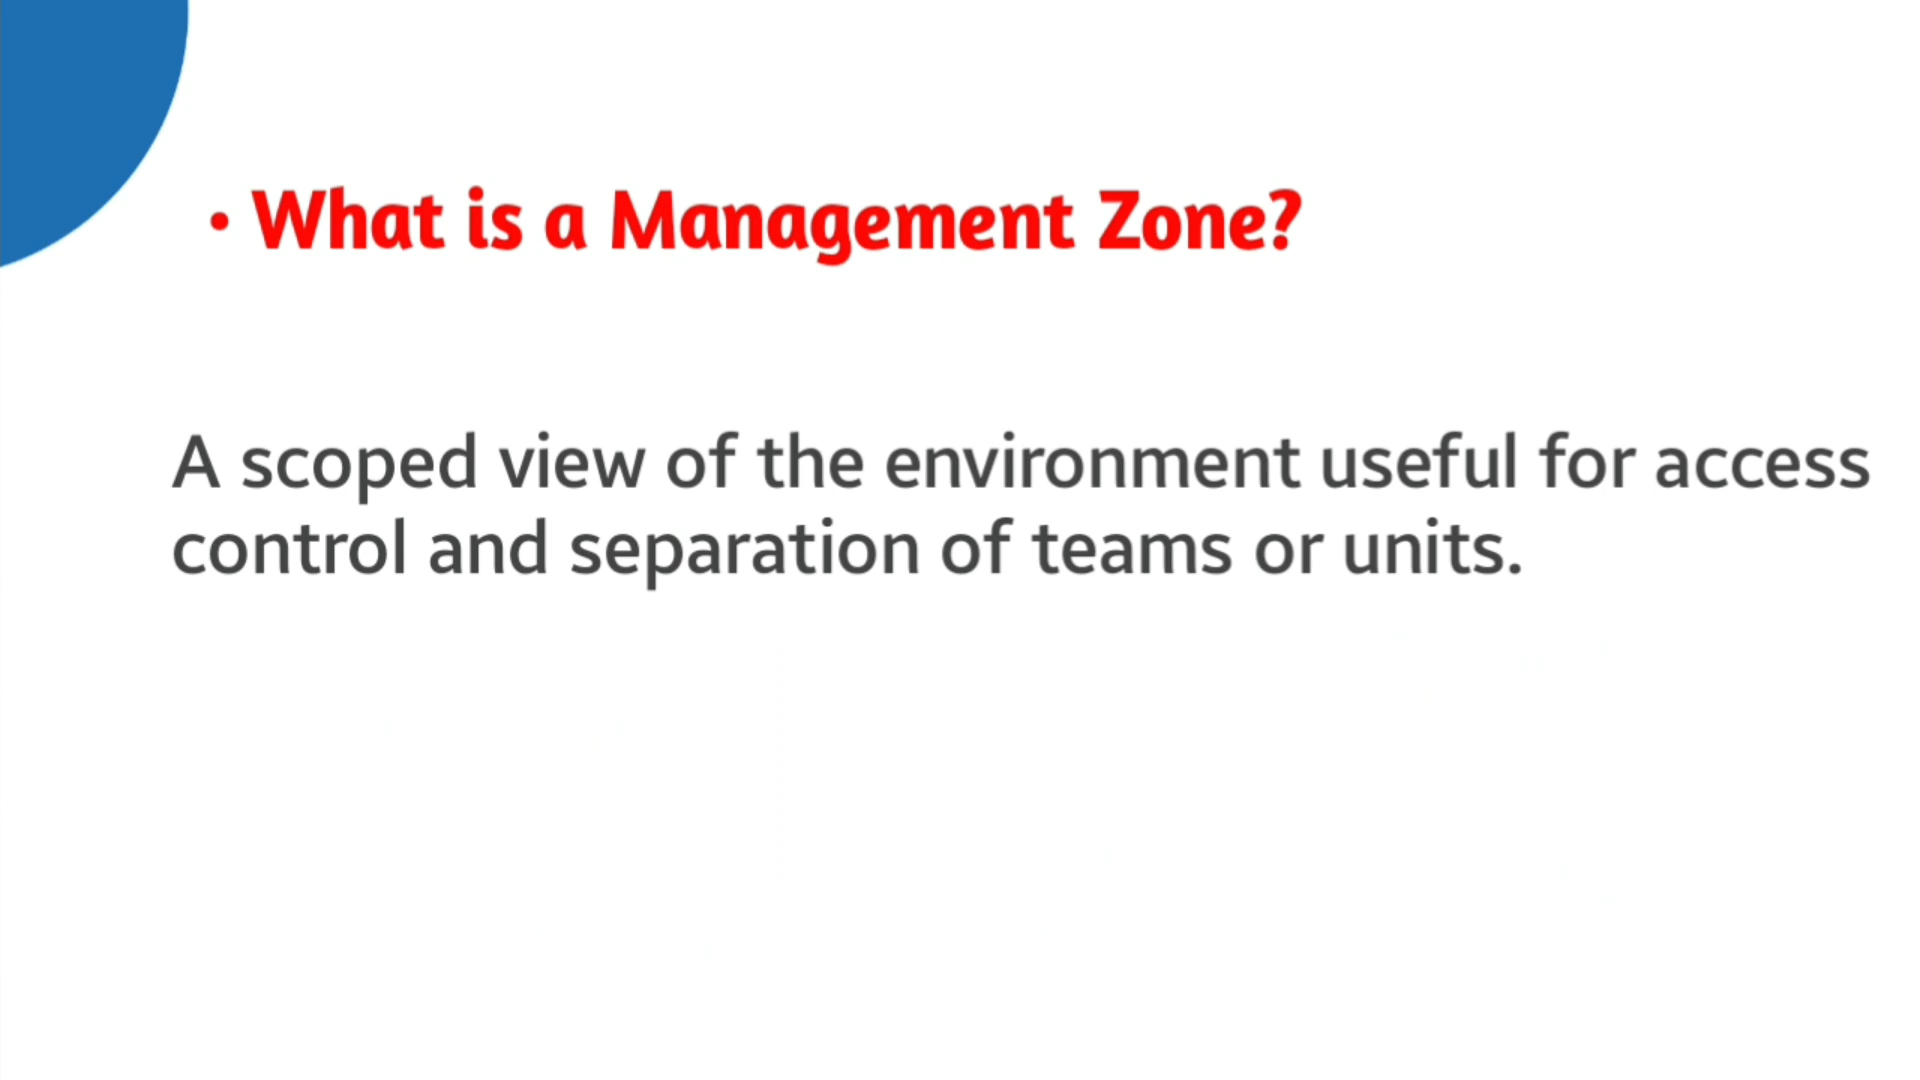 • What is a Management Zone?
A scoped view of the environment useful for access
control and separation of teams or units.